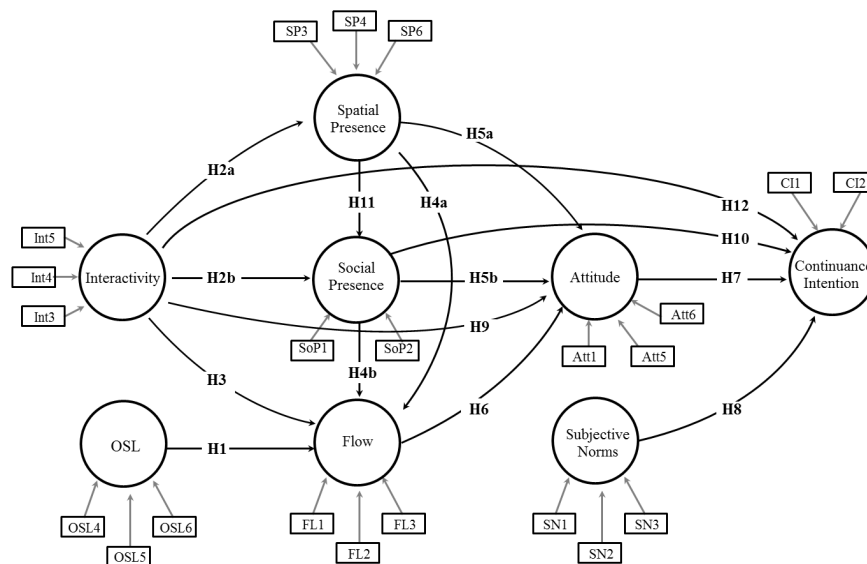 SP3
SP4
SP6
Spatial
Presence
H5a
H2a
CI1
CI2
H11
H4a
H12
Int5
H10
Int4
Interactivity
H2b
Social
Presence
H5b
Attitude
H7
Continuance
Intention
Int3
Att6
H9
SoP1
SoP2
Att1
Att5
H4b
H3
H6
H8
OSL
H1
Flow
Subjective
Norms
OSL4
OSL6
OSL5
FL1
FL3
FL2
SN1
SN3
SN2